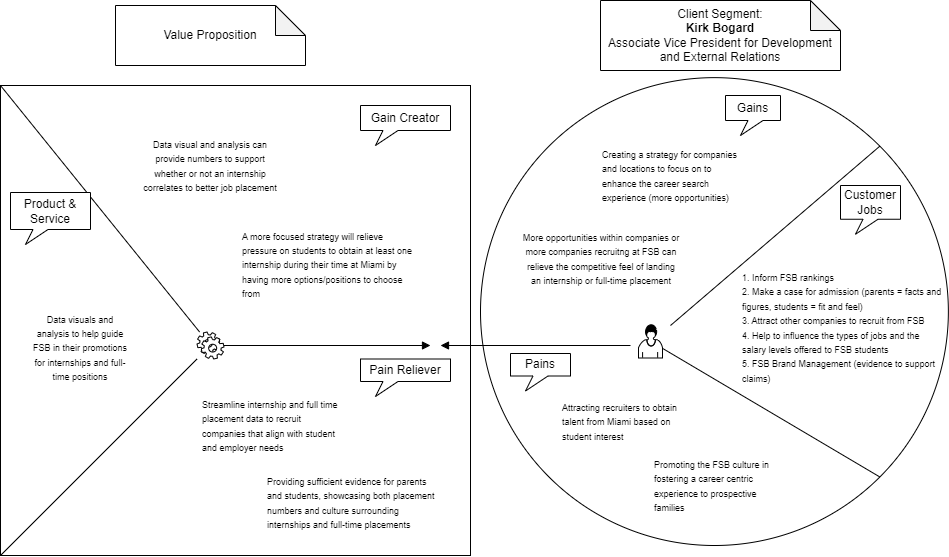 Value Proposition
Client Segment:
Kirk Bogard
Associate Vice President for Development
and External Relations
Gain Creator
Data visual and analysis can
provide numbers to support
whether or not an internship
correlates to better job placement
Product &
Service
A more focused strategy will relieve
pressure on students to obtain at least one
internship during their time at Miami by
having more options/positions to choose
from
Data visuals and
analysis to help guide
FSB in their promotions
for internships and full-
time positions
Pain Reliever
Streamline internship and full time
placement data to recruit
companies that align with student
and employer needs
Providing sufficient evidence for parents
and students, showcasing both placement
numbers and culture surrounding
internships and full-time placements
Gains
Creating a strategy for companies
and locations to focus on to
enhance the career search
experience (more opportunities)
More opportunities within companies or
more companies recruitng at FSB can
relieve the competitive feel of landing
an internship or full-time placement
Customer
Jobs
1. Inform FSB rankings
2. Make a case for admission (parents = facts and
figures, students = fit and feel)
3. Attract other companies to recruit from FSB
4. Help to influence the types of jobs and the
salary levels offered to FSB students
5. FSB Brand Management (evidence to support
claims)
Pains
Attracting recruiters to obtain
talent from Miami based on
student interest
Promoting the FSB culture in
fostering a career centric
experience to prospective
families